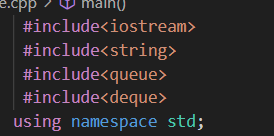 e.cpp > main()
#include<iostream>
#include<string>
#include<queue>
#include<deque>
using namespace std;